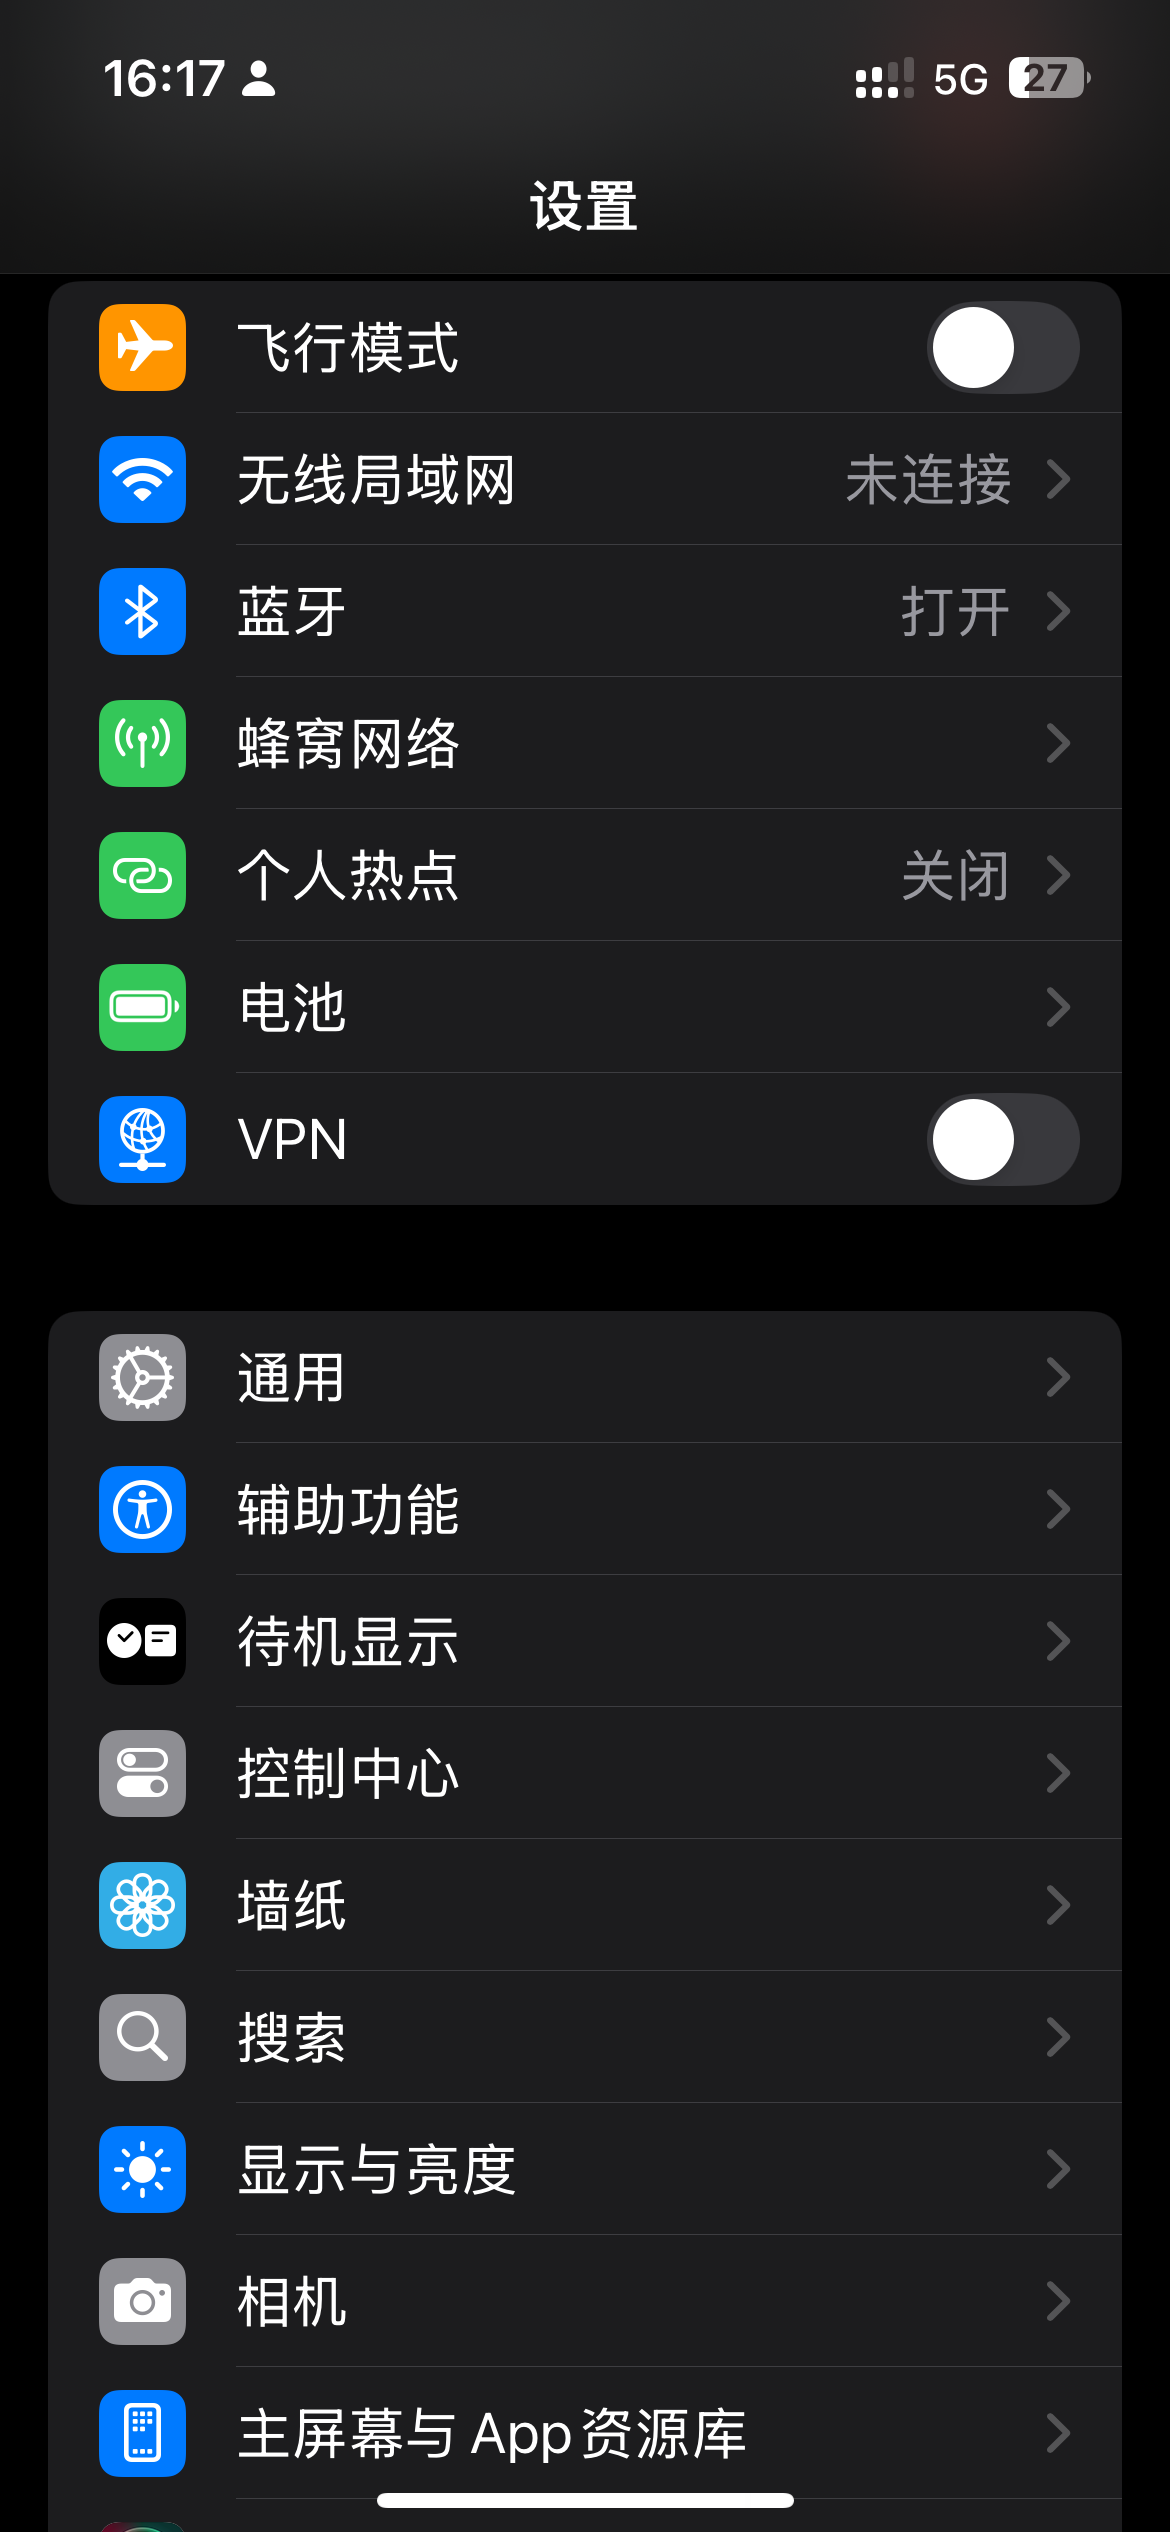 16:17 5G 27
设置
飞行模式
无线局域网 未连接
蓝牙 打开
蜂窝网络
个人热点 关闭
电池
VPN
通用
辅助功能
待机显示
控制中心
墙纸
搜索
显示与亮度
相机
主屏幕与 App 资源库